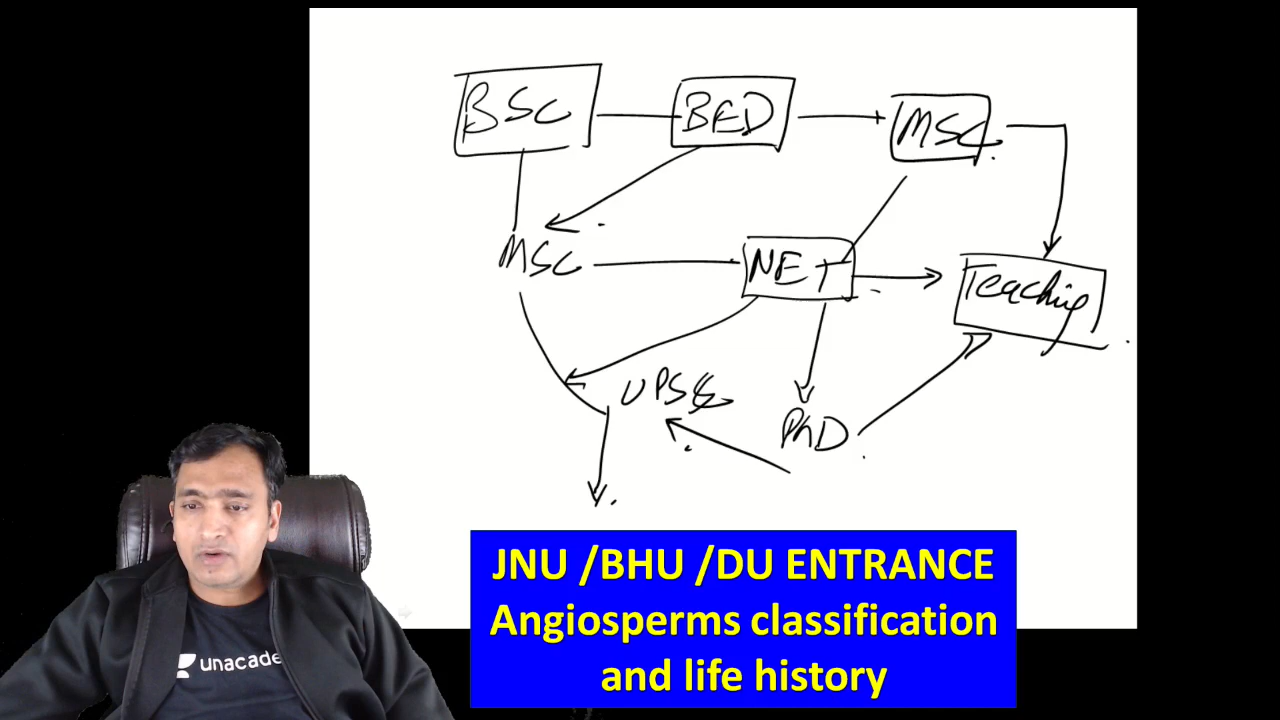 BSC BED MSC
MSC NET Teaching
UPSC
PhD
unacade
JNU /BHU /DU ENTRANCE
Angiosperms classification
and life history